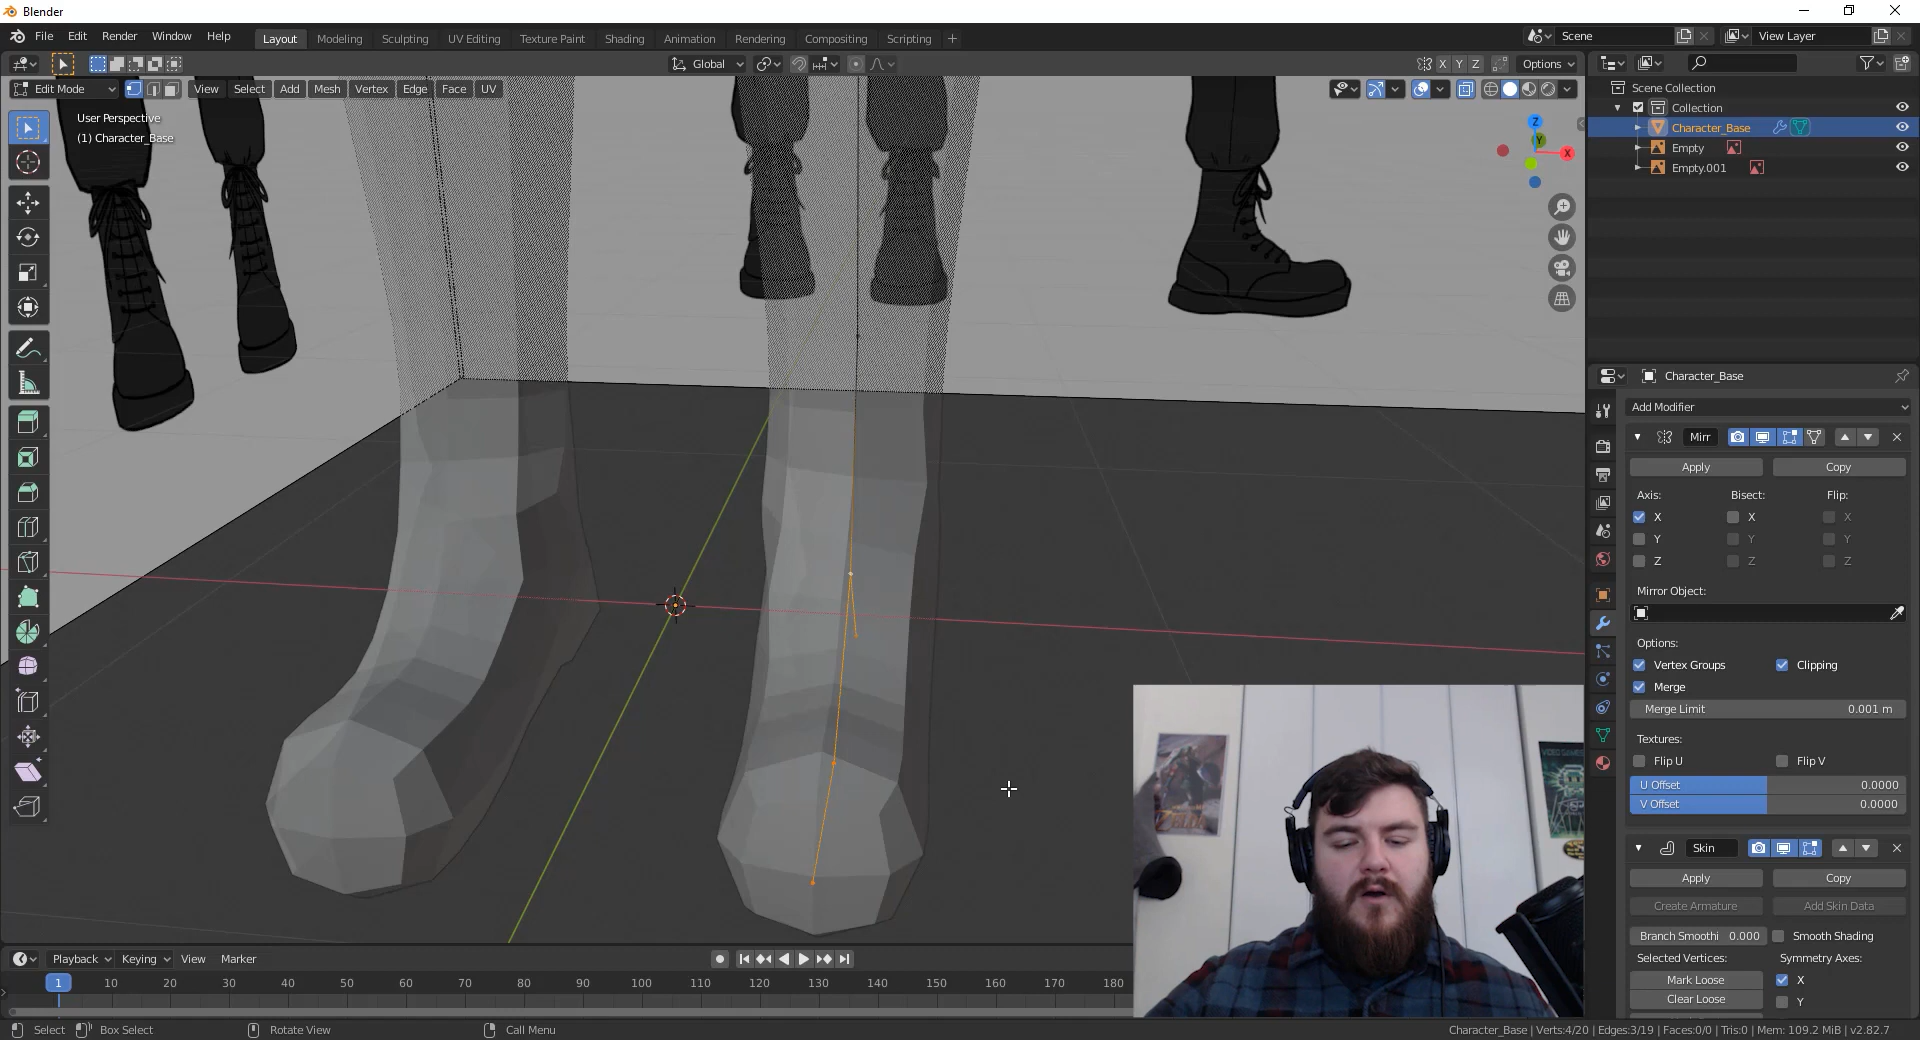 Blender
File Edit Render Window Help
Layout Modeling Sculpting UV Editing Texture Paint Shading Animation Rendering Compositing Scripting +
Scene
View Layer
Global
X Y Z
Options
Edit Mode
View Select Add Mesh Vertex Edge Face UV
User Perspective
(1) Character_Base
Z
Y
X
Scene Collection
Collection
Character_Base
Empty
Empty.001
Character_Base
Add Modifier
Mirr
Apply
Copy
Axis:
Bisect:
Flip:
X
X
X
Y
Y
Y
Z
Z
Z
Mirror Object:
Options:
Vertex Groups
Clipping
Merge
Merge Limit 0.001 m
Textures:
Flip U
Flip V
U Offset 0.0000
V Offset 0.0000
Skin
Apply
Copy
Create Armature
Add Skin Data
Branch Smoothi 0.000
Smooth Shading
Selected Vertices:
Symmetry Axes:
Mark Loose
X
Clear Loose
Y
Playback Keying View Marker
1 10 20 30 40 50 60 70 80 90 100 110 120 130 140 150 160 170 180
Select Box Select Rotate View Call Menu
Character_Base | Verts:4/20 | Edges:3/19 | Faces:0/0 | Tris:0 | Mem: 109.2 MiB | v2.82.7